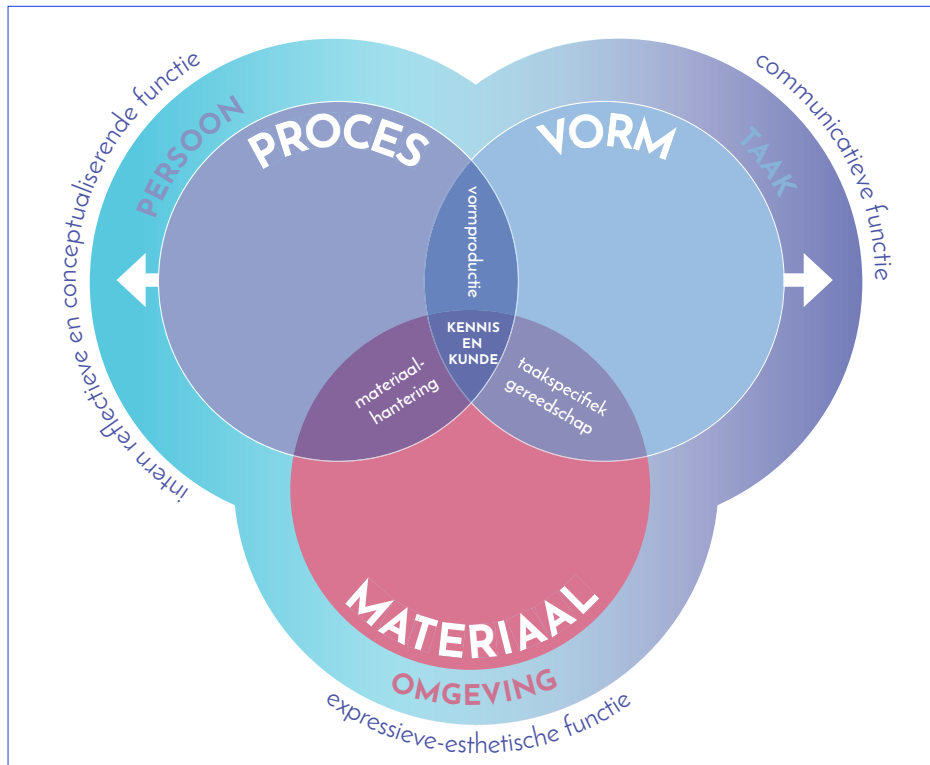 intern reflectieve en conceptualiserende functie
communicatieve functie
PERSOON
PROCES
VORM
TAAK
vormproductie
KENNIS
EN
KUNDE
materiaal-
hantering
taakspecifiek
gereedschap
MATERIAAL
OMGEVING
expressieve-esthetische functie